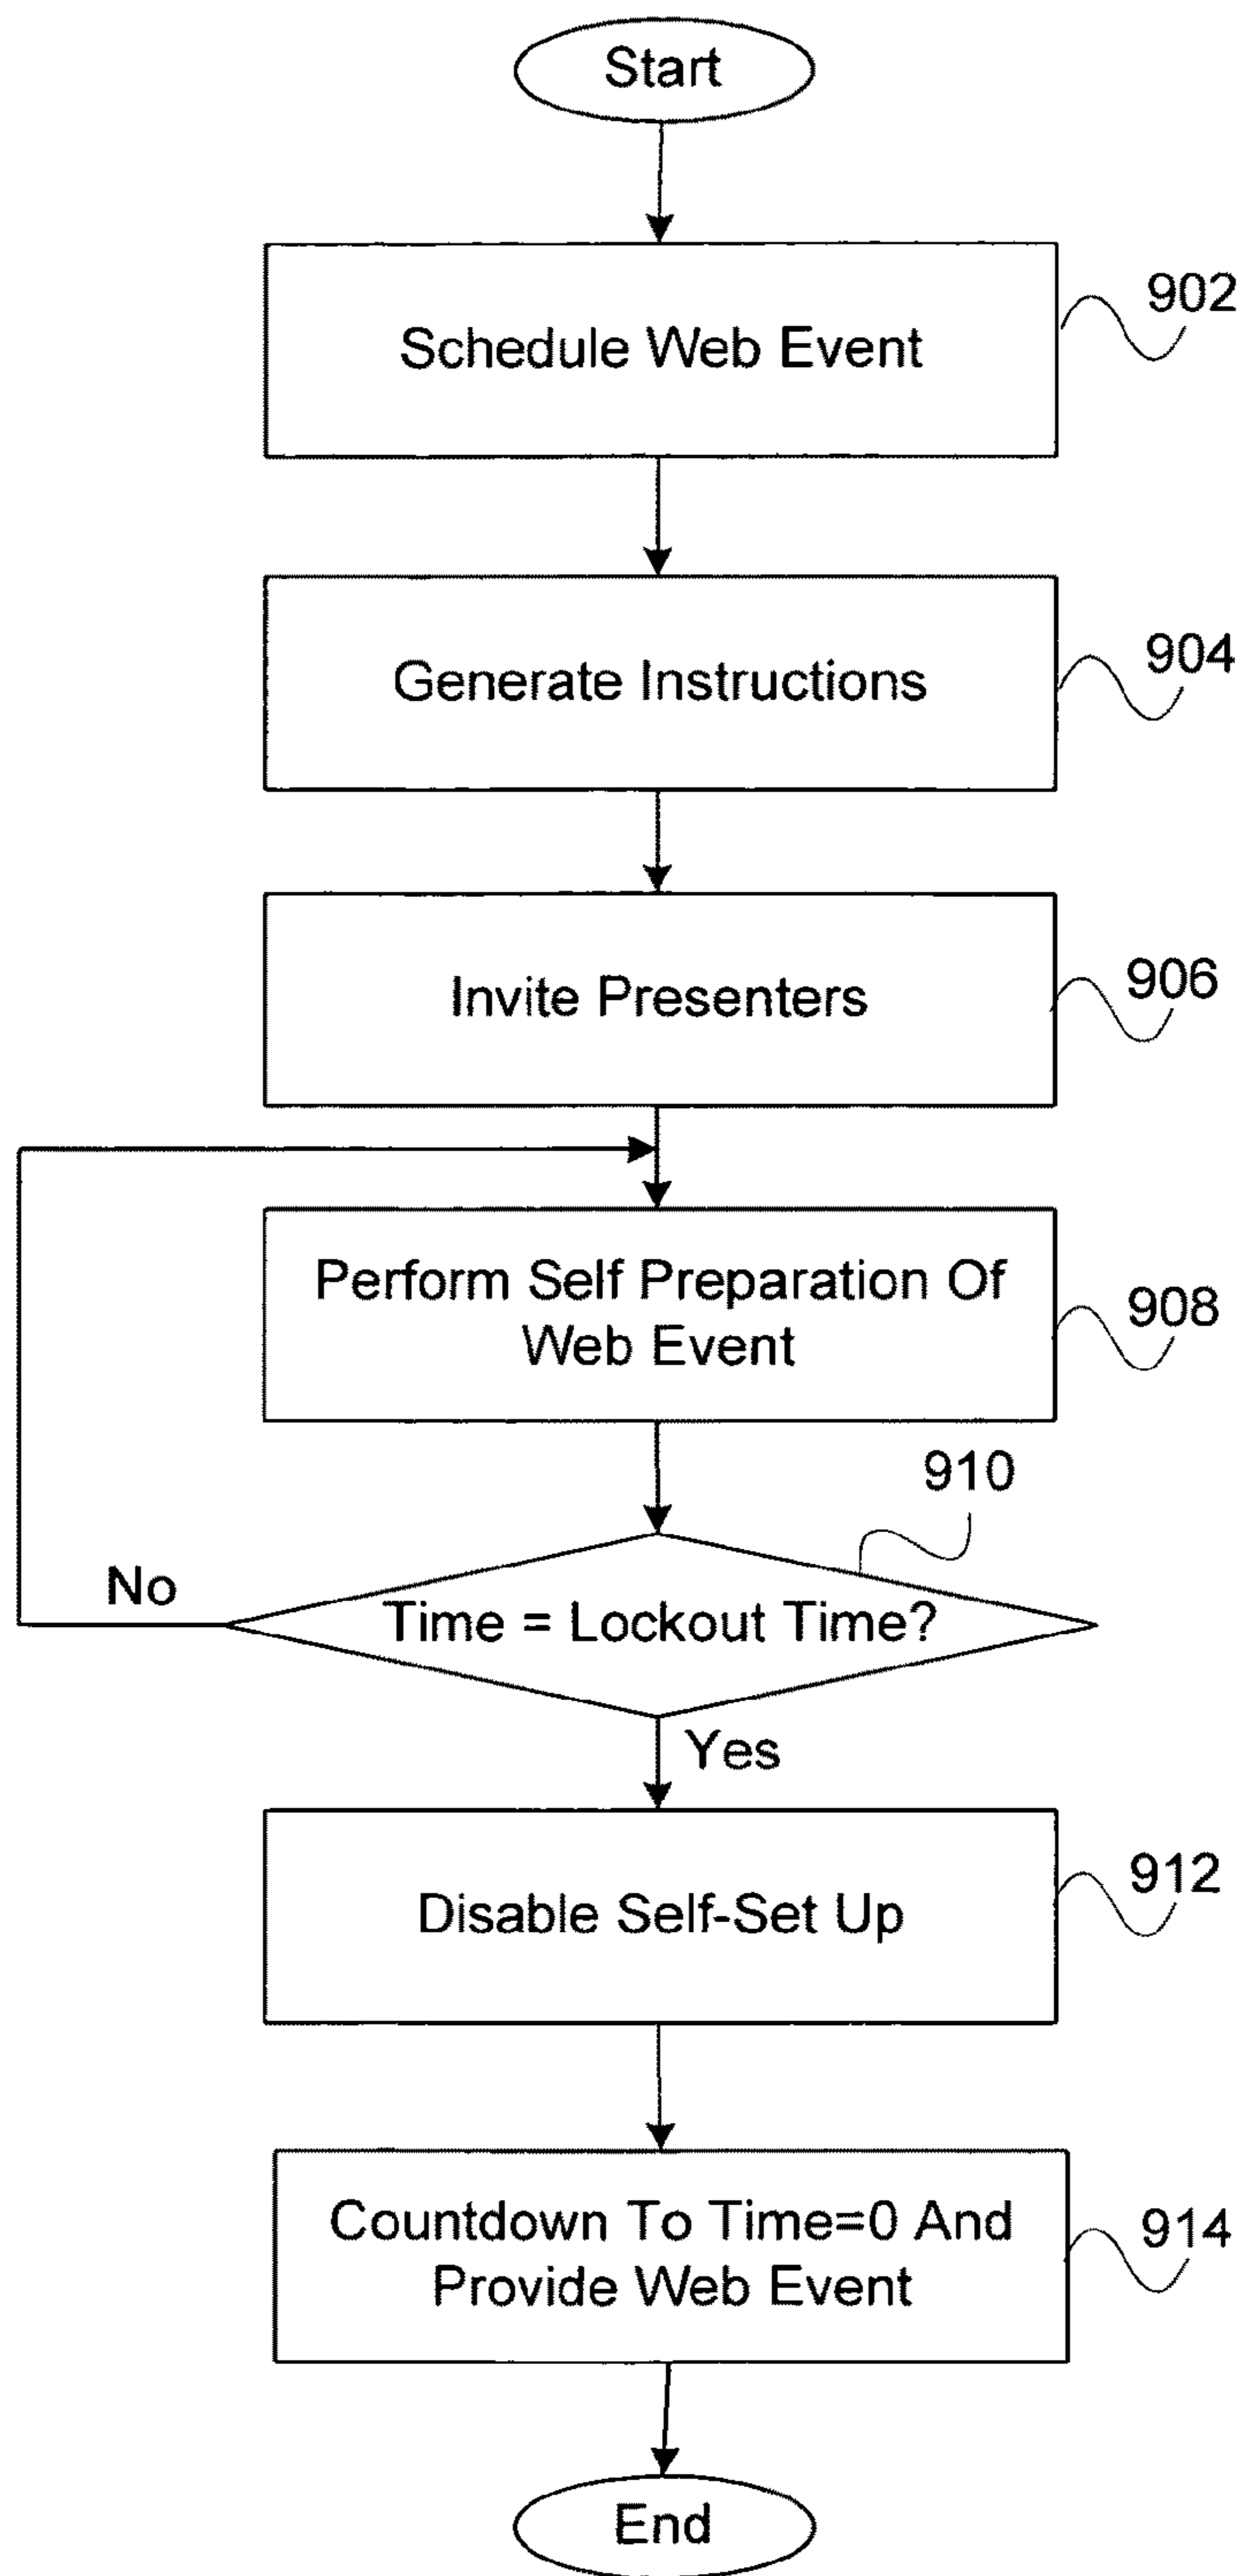 Start
Schedule Web Event
902
Generate Instructions
904
Invite Presenters
906
Perform Self Preparation Of
Web Event
908
910
No
Time = Lockout Time?
Yes
Disable Self-Set Up
912
Countdown To Time=0 And
Provide Web Event
914
End